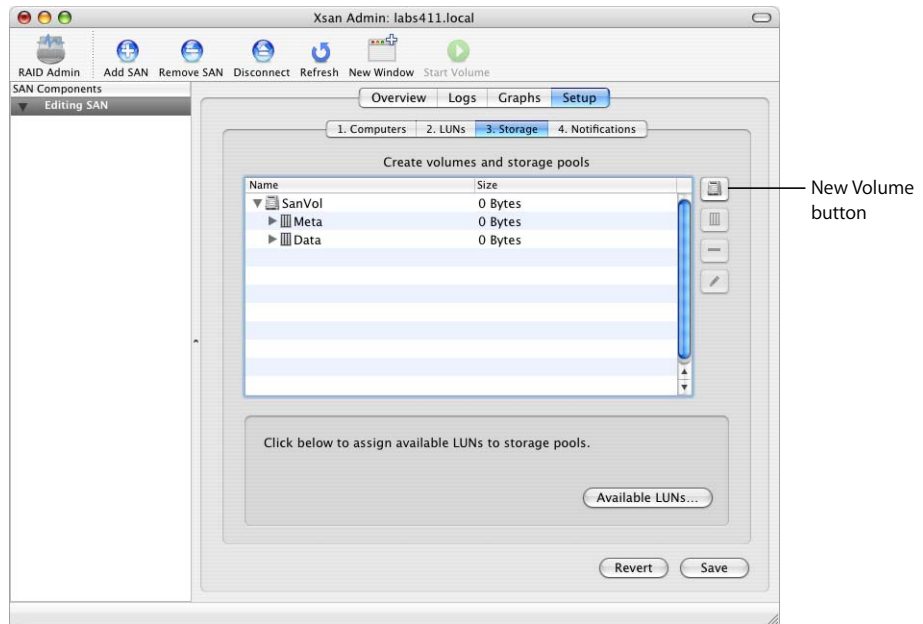 Xsan Admin: labs411.local
RAID Admin Add SAN Remove SAN Disconnect Refresh New Window Start Volume
SAN Components
Editing SAN
Overview Logs Graphs Setup
1. Computers 2. LUNs 3. Storage 4. Notifications
Create volumes and storage pools
Name Size
SanVol 0 Bytes
Meta 0 Bytes
Data 0 Bytes
New Volume
button
Click below to assign available LUNs to storage pools.
Available LUNs...
Revert Save